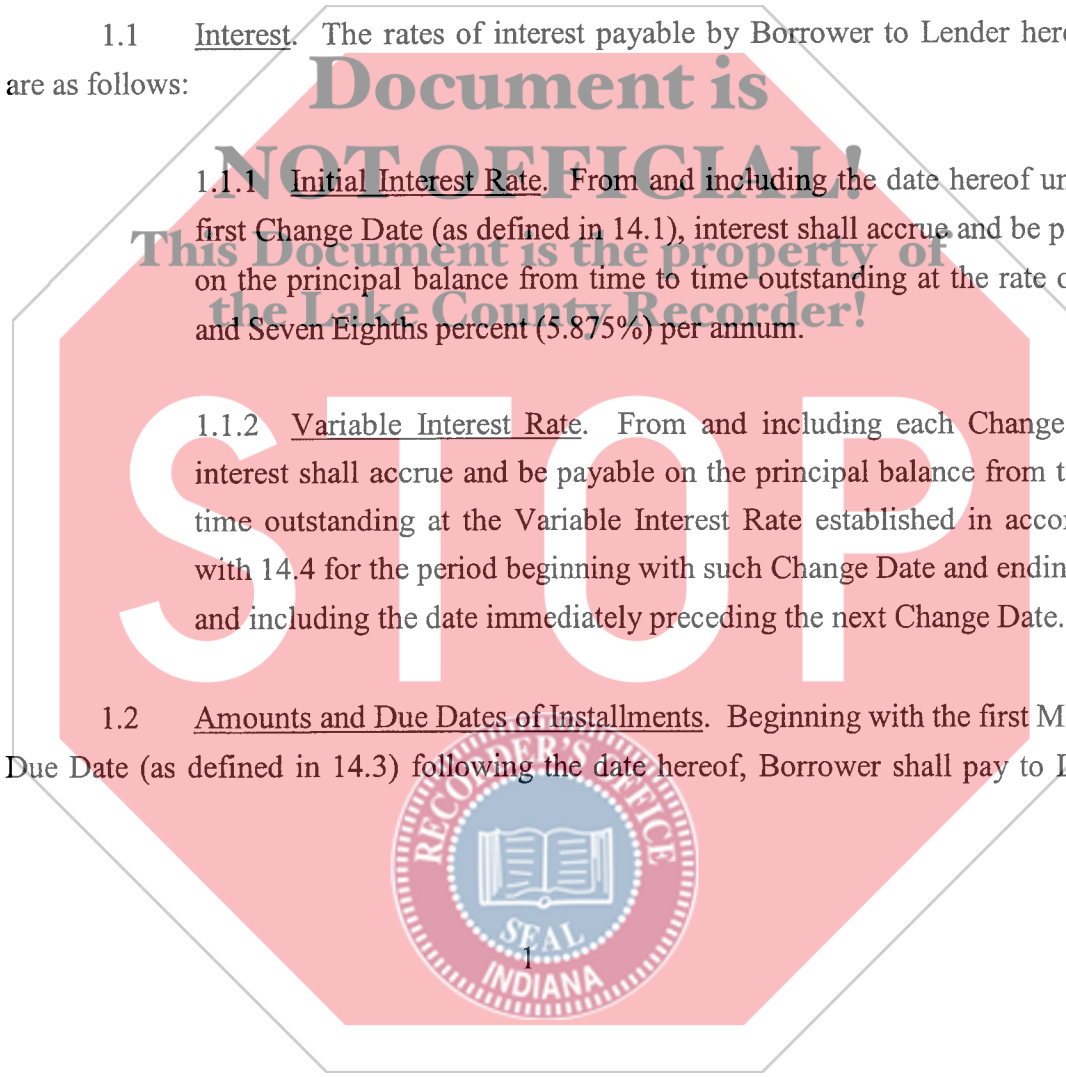 1.1 Interest. The rates of interest payable by Borrower to Lender here
are as follows:
Document is
NOT OFFICIAL!
This Document is the property of
the Lake County Recorder!
1.1.1 Initial Interest Rate. From and including the date hereof un
first Change Date (as defined in 14.1), interest shall accrue and be p
on the principal balance from time to time outstanding at the rate o
and Seven Eighths percent (5.875%) per annum.
STOP
1.1.2 Variable Interest Rate. From and including each Change
interest shall accrue and be payable on the principal balance from t
time outstanding at the Variable Interest Rate established in acco
with 14.4 for the period beginning with such Change Date and endin
and including the date immediately preceding the next Change Date.
1.2 Amounts and Due Dates of Installments. Beginning with the first M
Due Date (as defined in 14.3) following the date hereof, Borrower shall pay to L
RECORDER'S OFFICE
SEAL
INDIANA
1